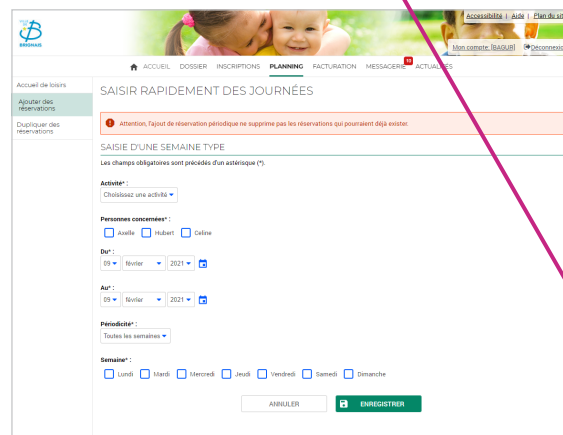 BRIGNAIS
Accessibilité | Aide | Plan du sit
Mon compte: [BAGUR] Déconnexio
ACCUEIL DOSSIER INSCRIPTIONS PLANNING FACTURATION MESSAGERIE 10 ACTUALITÉS
Accueil de loisirs
Ajouter des
réservations
Dupliquer des
réservations
SAISIR RAPIDEMENT DES JOURNÉES
Attention, l'ajout de réservation périodique ne supprime pas les réservations qui pourraient déjà exister.
SAISIE D'UNE SEMAINE TYPE
Les champs obligatoires sont précédés d'un astérisque (*).
Activité* :
Choisissez une activité
Personnes concernées* :
Axelle Hubert Celine
Du* :
09 février 2021
Au* :
09 février 2021
Périodicité* :
Toutes les semaines
Semaine* :
Lundi Mardi Mercredi Jeudi Vendredi Samedi Dimanche
ANNULER ENREGISTRER